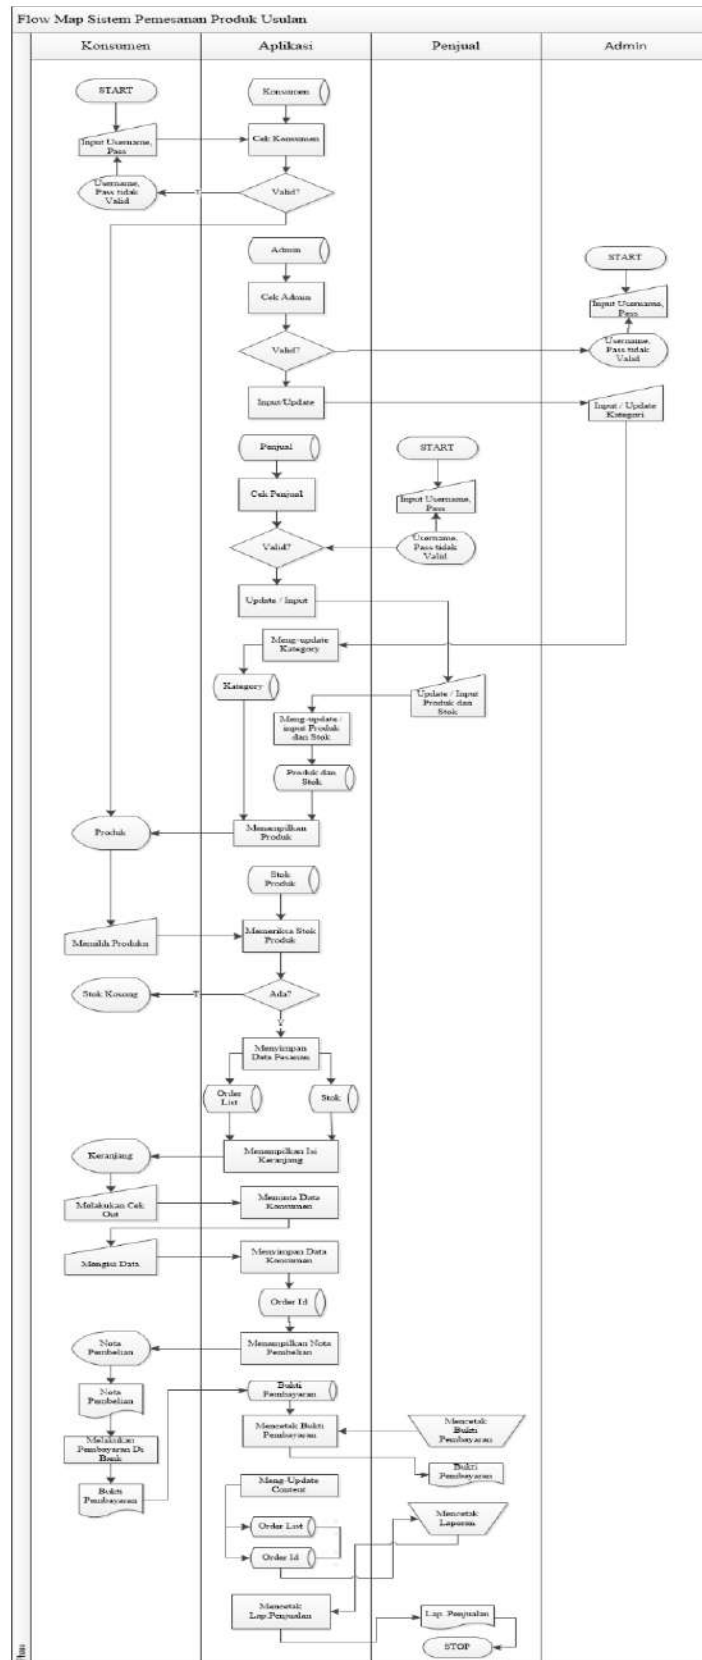 Flow Map Sistem Pemesanan Produk Usulan
Konsumen
Aplikasi
Penjual
Admin
START
Konsumen
Input Username,
Pass
Cek Konsumen
Username,
Pass tidak
Valid
T
Valid?
Admin
START
Cek Admin
Input Username,
Pass
Valid?
Username,
Pass tidak
Valid
Input/Update
Input / Update
Kategori
Penjual
START
Cek Penjual
Input Username,
Pass
Valid?
Username,
Pass tidak
Valid
Update / Input
Meng-update
Kategory
Kategory
Update / Input
Produk dan
Stok
Meng-update /
input Produk
dan Stok
Produk dan
Stok
Produk
Menampilkan
Produk
Stok
Produk
Memilih Produkn
Memeriksa Stok
Produk
Stok Kosong
T
Ada?
Y
Menyimpan
Data Pesanan
Order
List
Stok
Keranjang
Menampilkan Isi
Keranjang
Melakukan Cek
Out
Meminta Data
Konsumen
Mengisi Data
Menyimpan Data
Konsumen
Order Id
Nota
Pembelian
Menampilkan Nota
Pembelian
Nota
Pembelian
Bukti
Pembayaran
Melakukan
Pembayaran Di
Bank
Mencetak Bukti
Pembayaran
Mencetak
Bukti
Pembayaran
Bukti
Pembayaran
Bukti Pembayaran
Meng-Update
Content
Order List
Order Id
Mencetak
Laporan
Mencetak
Lap.Penjualan
Lap. Penjualan
STOP